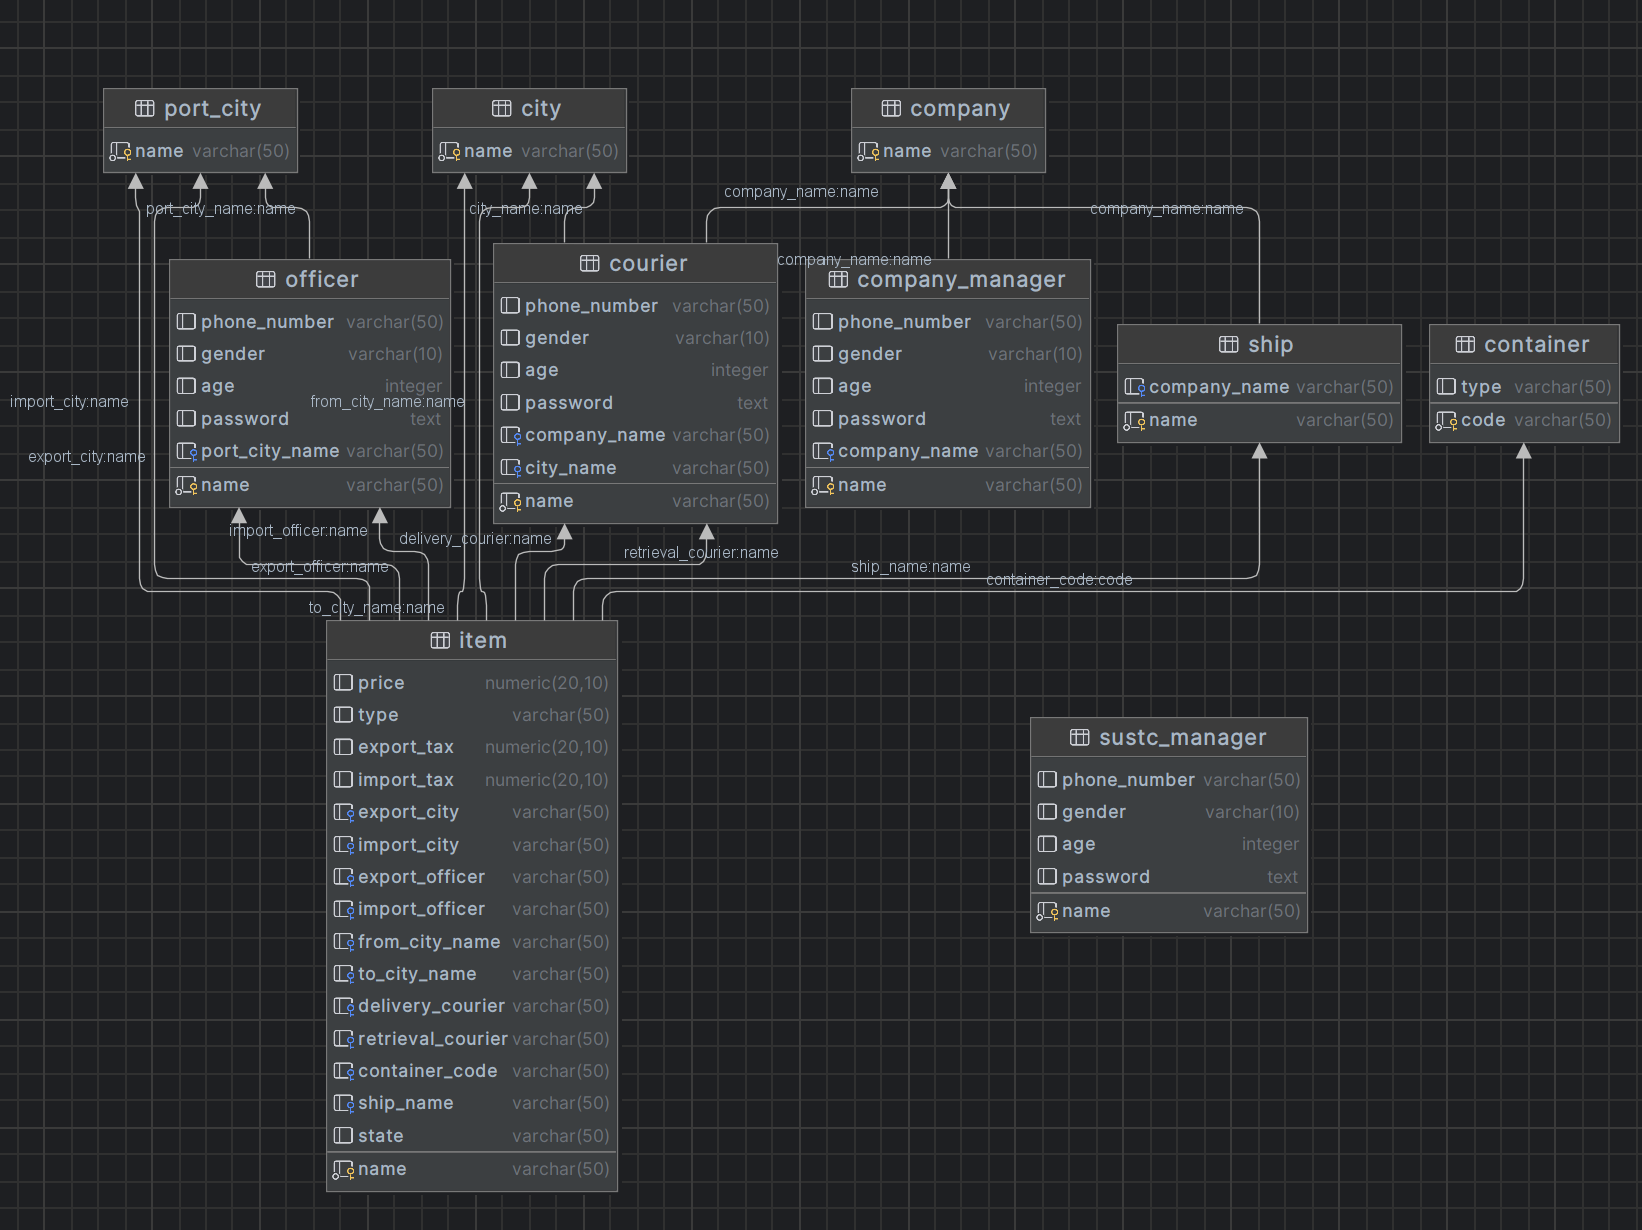 port_city
name varchar(50)
city
name varchar(50)
company
name varchar(50)
company_name:name
port_city_name:name
city_name:name
company_name:name
company_name:name
officer
phone_number varchar(50)
gender varchar(10)
age integer
password text
port_city_name varchar(50)
name varchar(50)
courier
phone_number varchar(50)
gender varchar(10)
age integer
password text
company_name varchar(50)
city_name varchar(50)
name varchar(50)
company_manager
phone_number varchar(50)
gender varchar(10)
age integer
password text
company_name varchar(50)
name varchar(50)
ship
company_name varchar(50)
name varchar(50)
container
type varchar(50)
code varchar(50)
import_city:name
from_city_name:name
export_city:name
import_officer:name
delivery_courier:name
retrieval_courier:name
export_officer:name
ship_name:name
container_code:code
to_city_name:name
item
price numeric(20,10)
type varchar(50)
export_tax numeric(20,10)
import_tax numeric(20,10)
export_city varchar(50)
import_city varchar(50)
export_officer varchar(50)
import_officer varchar(50)
from_city_name varchar(50)
to_city_name varchar(50)
delivery_courier varchar(50)
retrieval_courier varchar(50)
container_code varchar(50)
ship_name varchar(50)
state varchar(50)
name varchar(50)
sustc_manager
phone_number varchar(50)
gender varchar(10)
age integer
password text
name varchar(50)